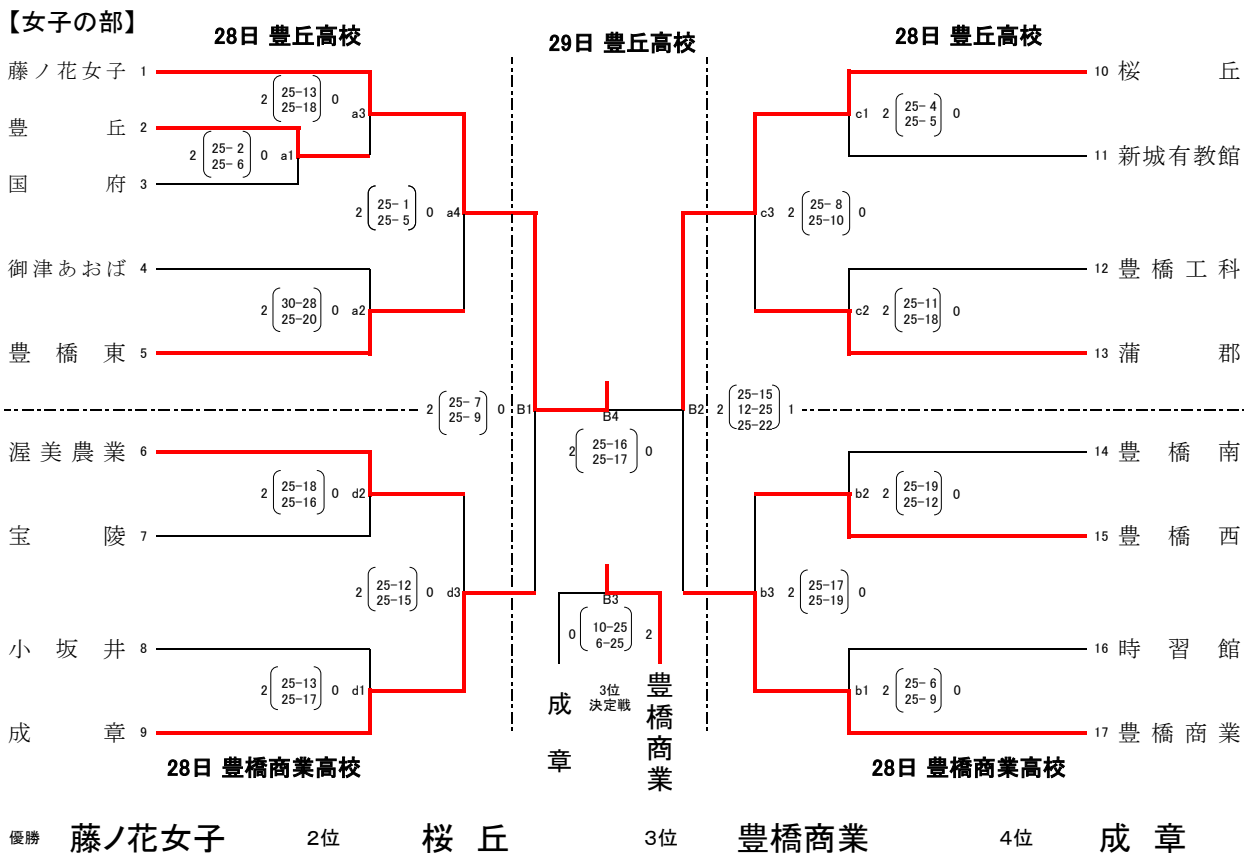 【女子の部】
28日 豊丘高校
29日 豊丘高校
28日 豊丘高校
藤ノ花女子 1
2 25-13 0
25-18
a3
豊丘 2
2 25- 2 0 a1
25- 6
国府 3
2 25- 1 0 a4
25- 5
御津あおば 4
2 30-28 0 a2
25-20
豊橋東 5
2 25- 7 0 B1
25- 9
渥美農業 6
2 25-18 0 d2
25-16
宝陵 7
2 25-12 0 d3
25-15
小坂井 8
2 25-13 0 d1
25-17
成章 9
28日 豊橋商業高校
B4
2 25-16 0
25-17
B3
0 10-25 2
6-25
成章
3位
決定戦
豊橋商業
10 桜丘
c1 2 25- 4 0
25- 5
11 新城有教館
c3 2 25- 8 0
25-10
12 豊橋工科
c2 2 25-11 0
25-18
13 蒲郡
B2 2 25-15 1
12-25
25-22
14 豊橋南
b2 2 25-19 0
25-12
15 豊橋西
b3 2 25-17 0
25-19
16 時習館
b1 2 25- 6 0
25- 9
17 豊橋商業
28日 豊橋商業高校
優勝 藤ノ花女子 2位 桜丘 3位 豊橋商業 4位 成章